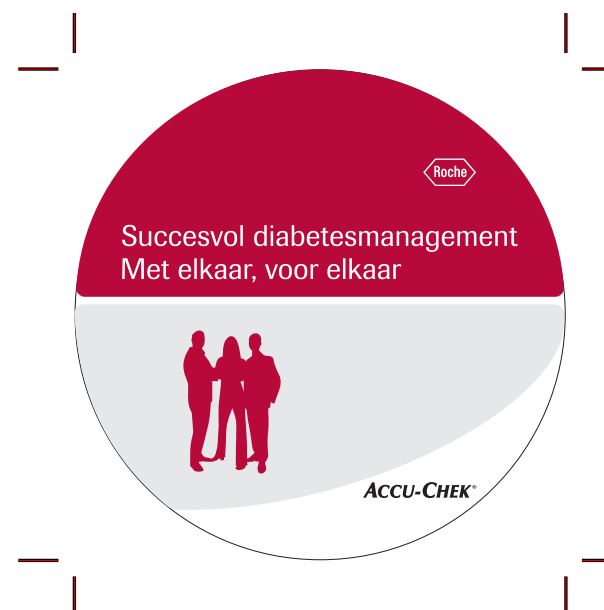 Roche
Succesvol diabetesmanagement
Met elkaar, voor elkaar
ACCU-CHEK®